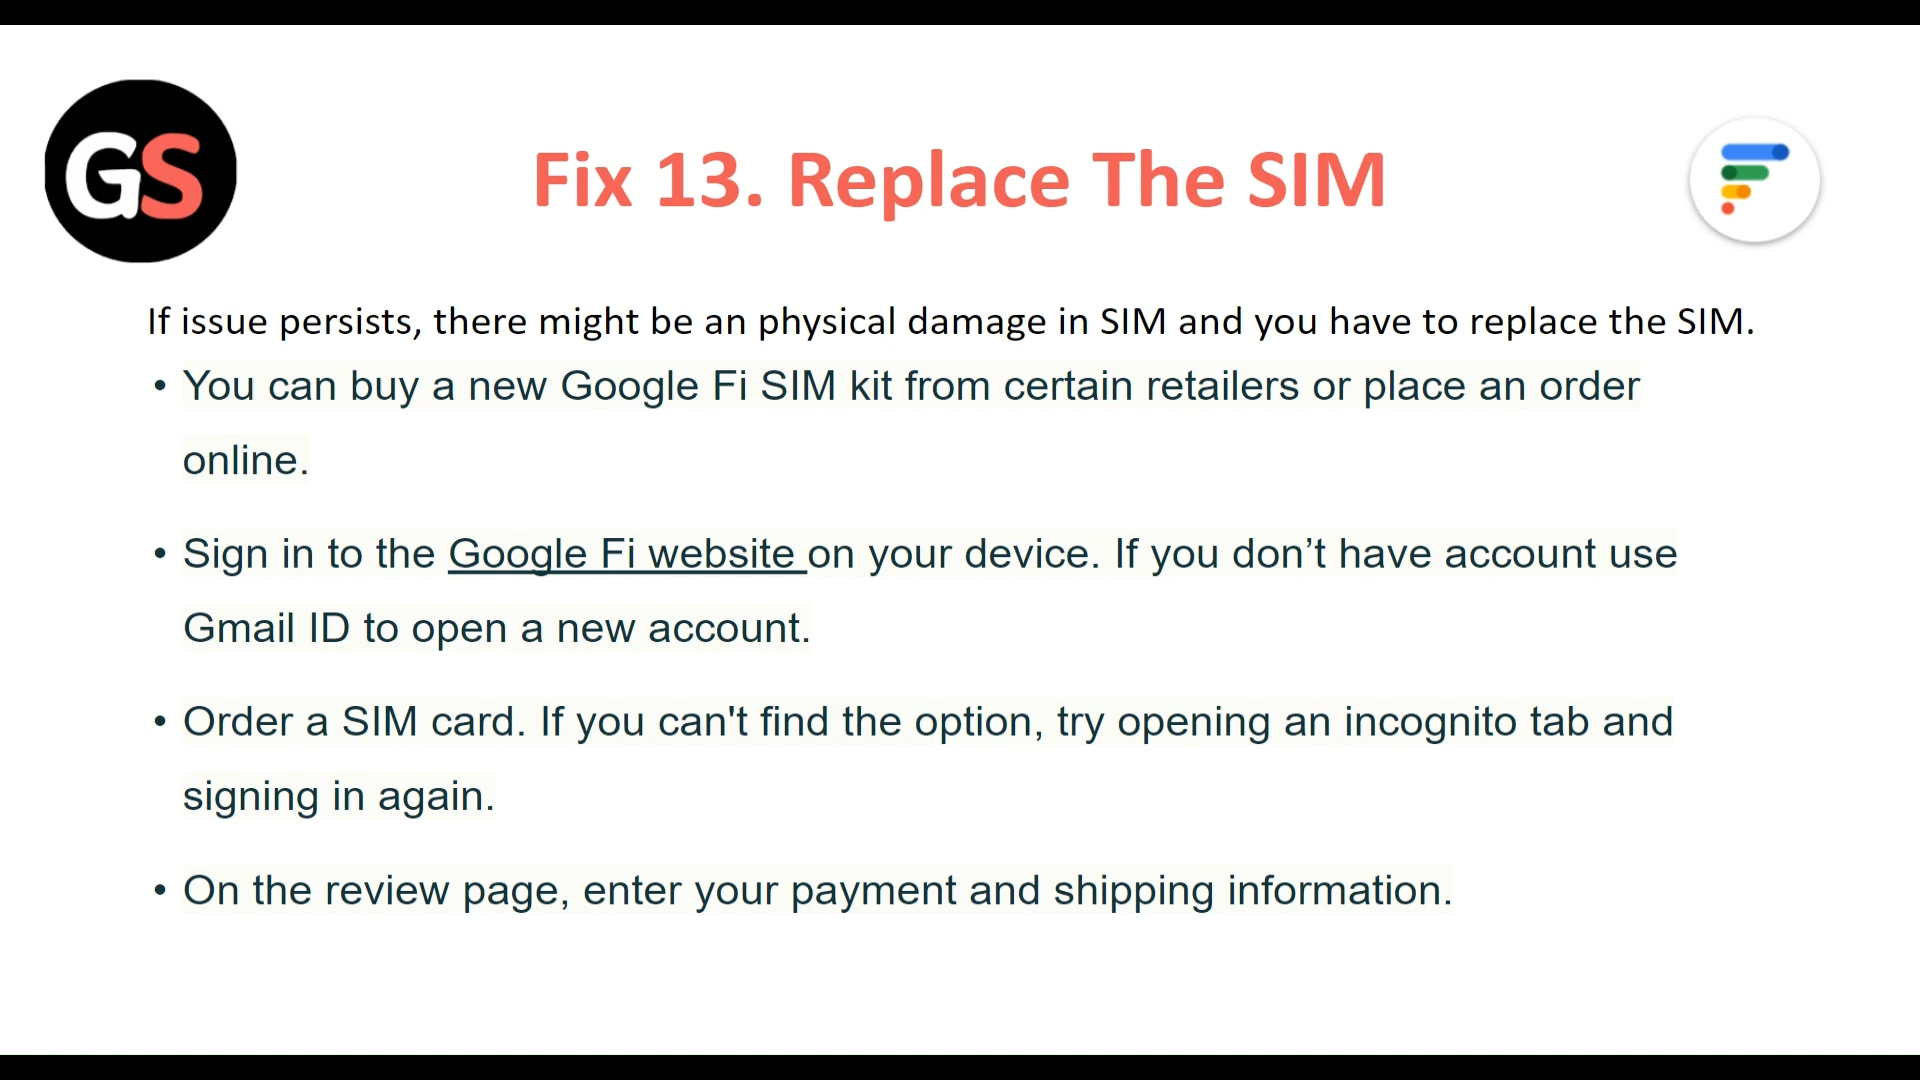 GS
Fix 13. Replace The SIM
If issue persists, there might be an physical damage in SIM and you have to replace the SIM.
• You can buy a new Google Fi SIM kit from certain retailers or place an order
online.
• Sign in to the Google Fi website on your device. If you don’t have account use
Gmail ID to open a new account.
• Order a SIM card. If you can't find the option, try opening an incognito tab and
signing in again.
• On the review page, enter your payment and shipping information.